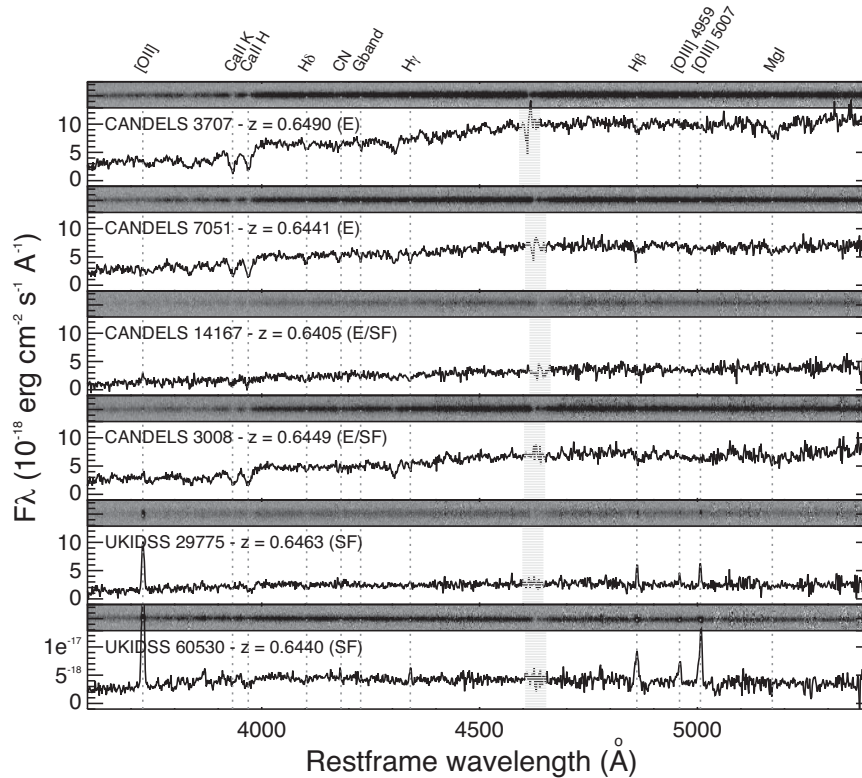 [OII] CaII K CaII H Hδ CN Gband Hγ Hβ [OIII] 4959 [OIII] 5007 MgI
CANDELS 3707 - z = 0.6490 (E)
10
5
0
CANDELS 7051 - z = 0.6441 (E)
10
5
0
CANDELS 14167 - z = 0.6405 (E/SF)
10
5
0
CANDELS 3008 - z = 0.6449 (E/SF)
10
5
0
UKIDSS 29775 - z = 0.6463 (SF)
10
5
0
UKIDSS 60530 - z = 0.6440 (SF)
1e⁻¹⁷
5⁻¹⁸
0
Fλ (10⁻¹⁸ erg cm⁻² s⁻¹ A⁻¹)
4000 4500 5000
Restframe wavelength (Å)